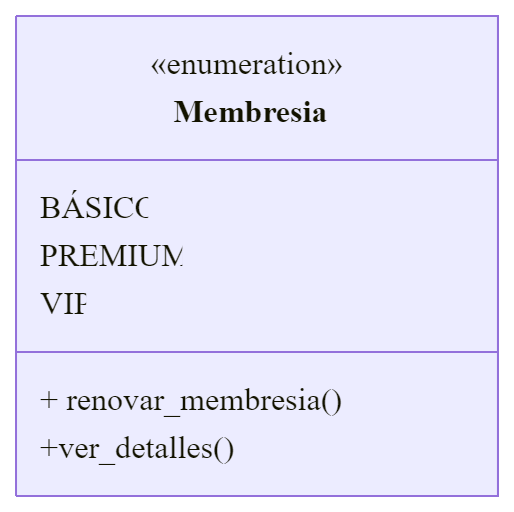 «enumeration»
Membresia
BÁSICO
PREMIUM
VIP
+ renovar_membresia()
+ver_detalles()